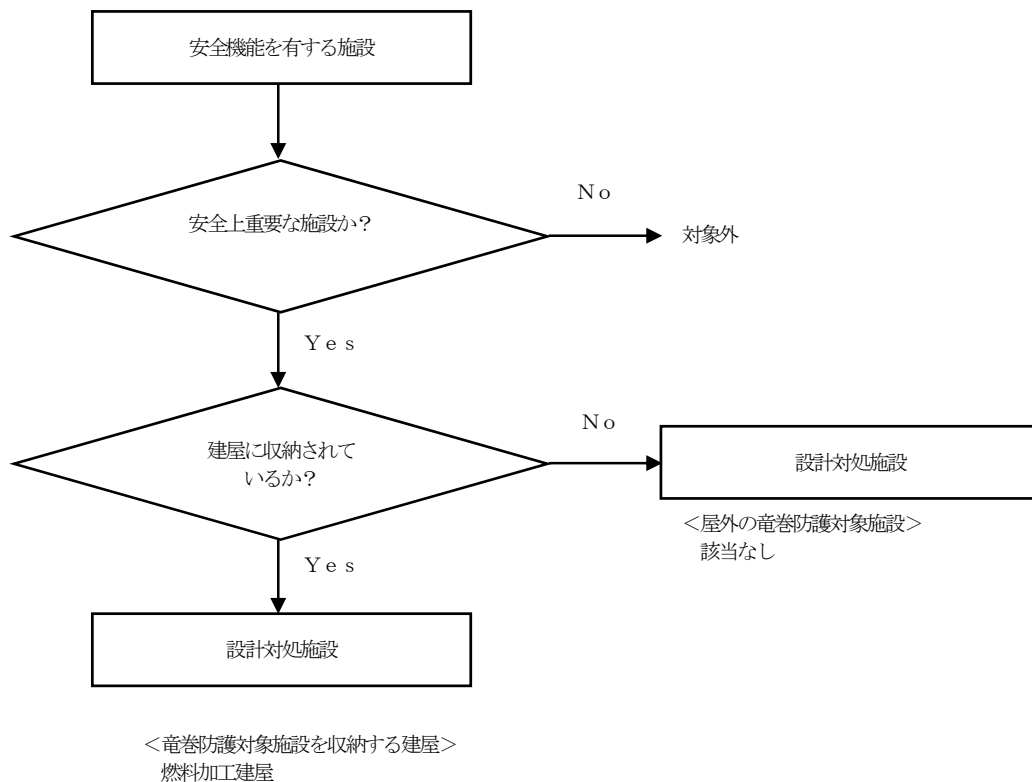 安全機能を有する施設
安全上重要な施設か？
Ｎｏ
対象外
Ｙｅｓ
建屋に収納されて
いるか？
Ｎｏ
設計対処施設
＜屋外の竜巻防護対象施設＞
該当なし
Ｙｅｓ
設計対処施設
＜竜巻防護対象施設を収納する建屋＞
燃料加工建屋